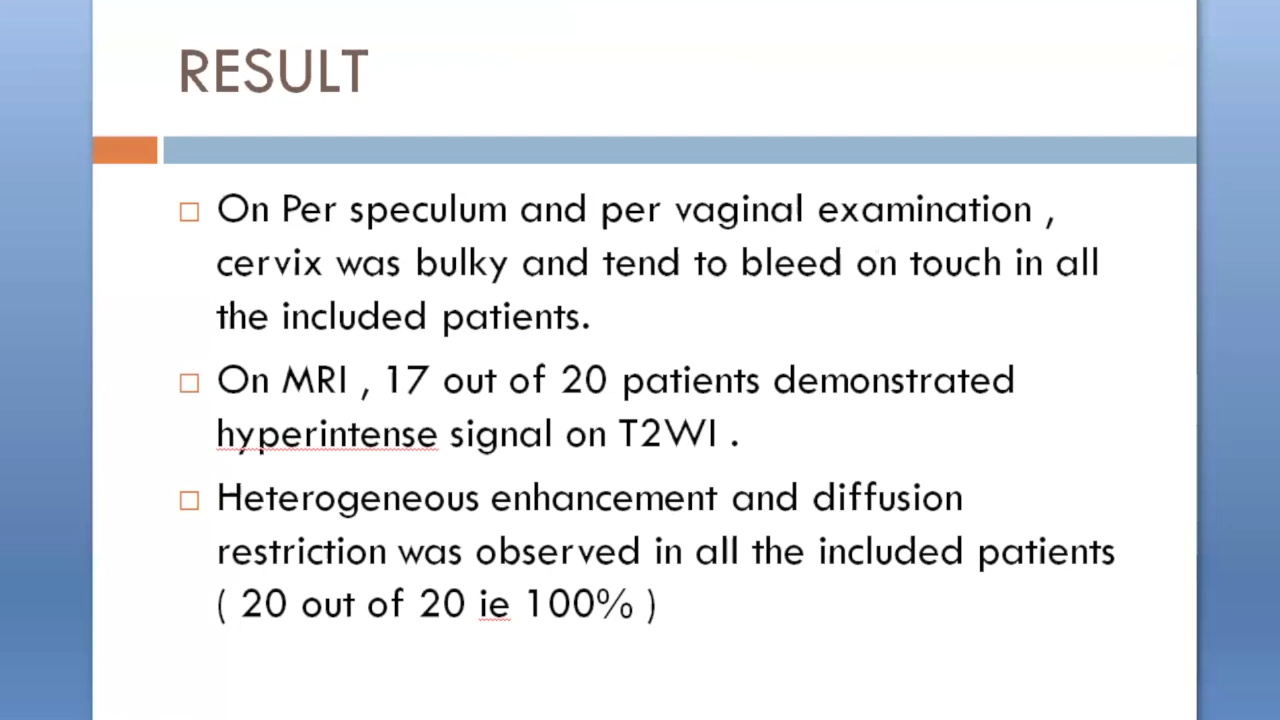 RESULT
On Per speculum and per vaginal examination ,
cervix was bulky and tend to bleed on touch in all
the included patients.
On MRI , 17 out of 20 patients demonstrated
hyperintense signal on T2WI .
Heterogeneous enhancement and diffusion
restriction was observed in all the included patients
( 20 out of 20 ie 100% )